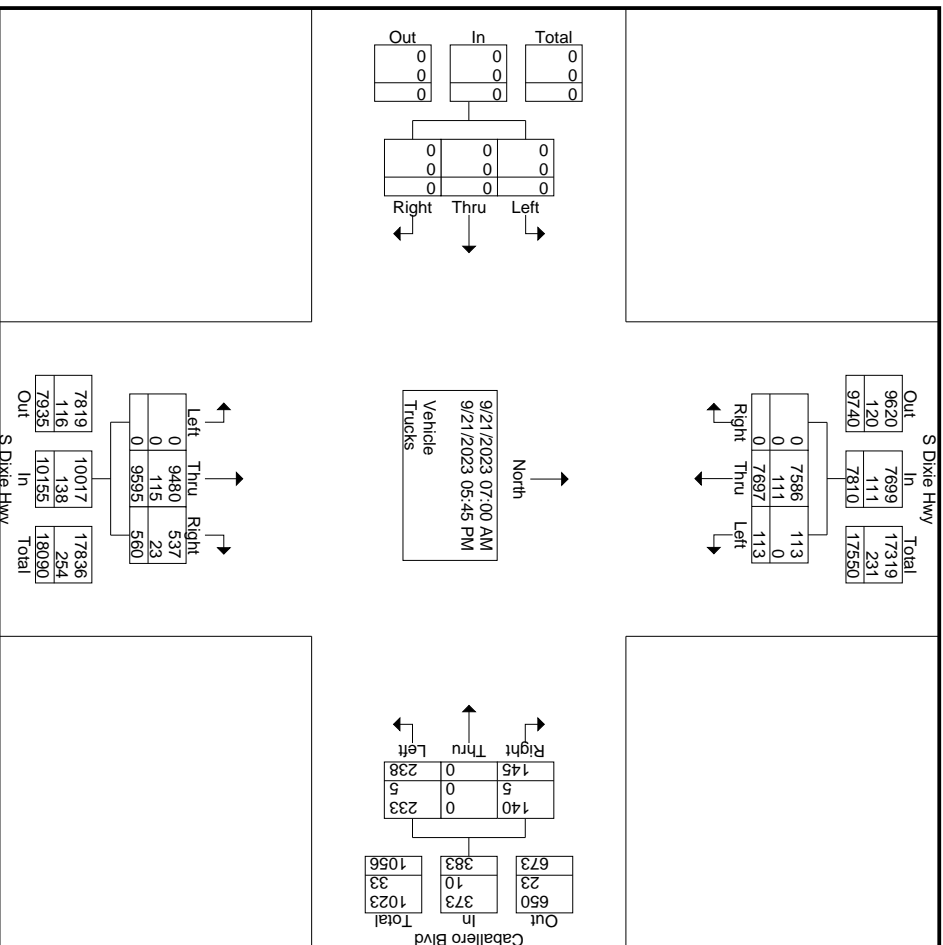 Out In Total
0 0 0
0 0 0
0 0 0
0 0 0
0 0 0
0 0 0
Right Thru Left
S Dixie Hwy
Out In Total
9620 7699 17319
120 111 231
9740 7810 17550
0 7586 113
0 111 0
0 7697 113
Right Thru Left
North
9/21/2023 07:00 AM
9/21/2023 05:45 PM
Vehicle
Trucks
Left Thru Right
0 9480 537
0 115 23
0 9595 560
7819 10017 17836
116 138 254
7935 10155 18090
Out In Total
S Dixie Hwy
Caballero Blvd
Out In Total
650 373 1023
23 10 33
673 383 1056
140 0 233
5 0 5
145 0 238
Right Thru Left